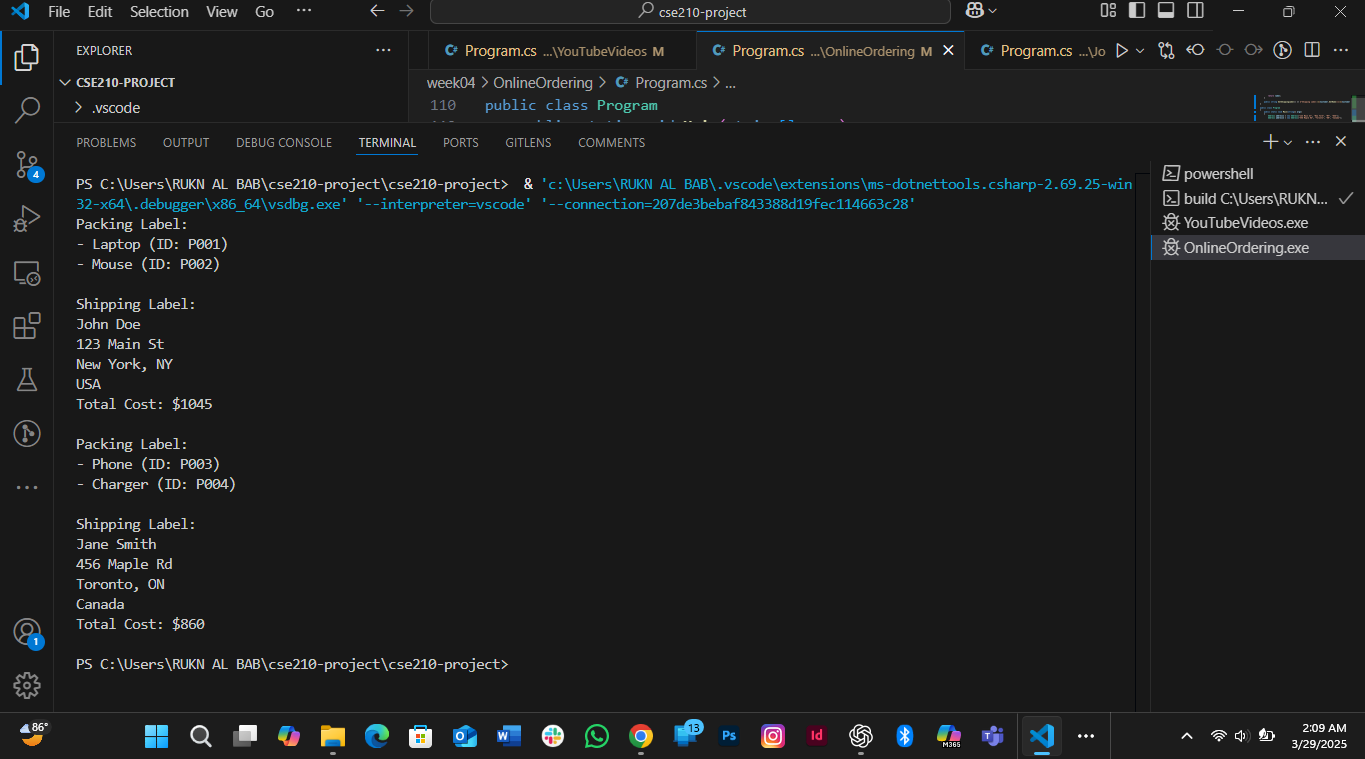 File Edit Selection View Go ···
cse210-project
EXPLORER
CSE210-PROJECT
.vscode
Program.cs ...\YouTubeVideos M
Program.cs ...\OnlineOrdering M
Program.cs ...\Jo
week04 > OnlineOrdering > Program.cs > ...
110 public class Program
PROBLEMS OUTPUT DEBUG CONSOLE TERMINAL PORTS GITLENS COMMENTS
PS C:\Users\RUKN AL BAB\cse210-project\cse210-project> & 'c:\Users\RUKN AL BAB\.vscode\extensions\ms-dotnettools.csharp-2.69.25-win
32-x64\.debugger\x86_64\vsdbg.exe' '--interpreter=vscode' '--connection=207de3bebaf843388d19fec114663c28'
Packing Label:
- Laptop (ID: P001)
- Mouse (ID: P002)
Shipping Label:
John Doe
123 Main St
New York, NY
USA
Total Cost: $1045
Packing Label:
- Phone (ID: P003)
- Charger (ID: P004)
Shipping Label:
Jane Smith
456 Maple Rd
Toronto, ON
Canada
Total Cost: $860
PS C:\Users\RUKN AL BAB\cse210-project\cse210-project>
powershell
build C:\Users\RUKN...
YouTubeVideos.exe
OnlineOrdering.exe
4
1
86°
13
Ps
Id
M365
2:09 AM
3/29/2025